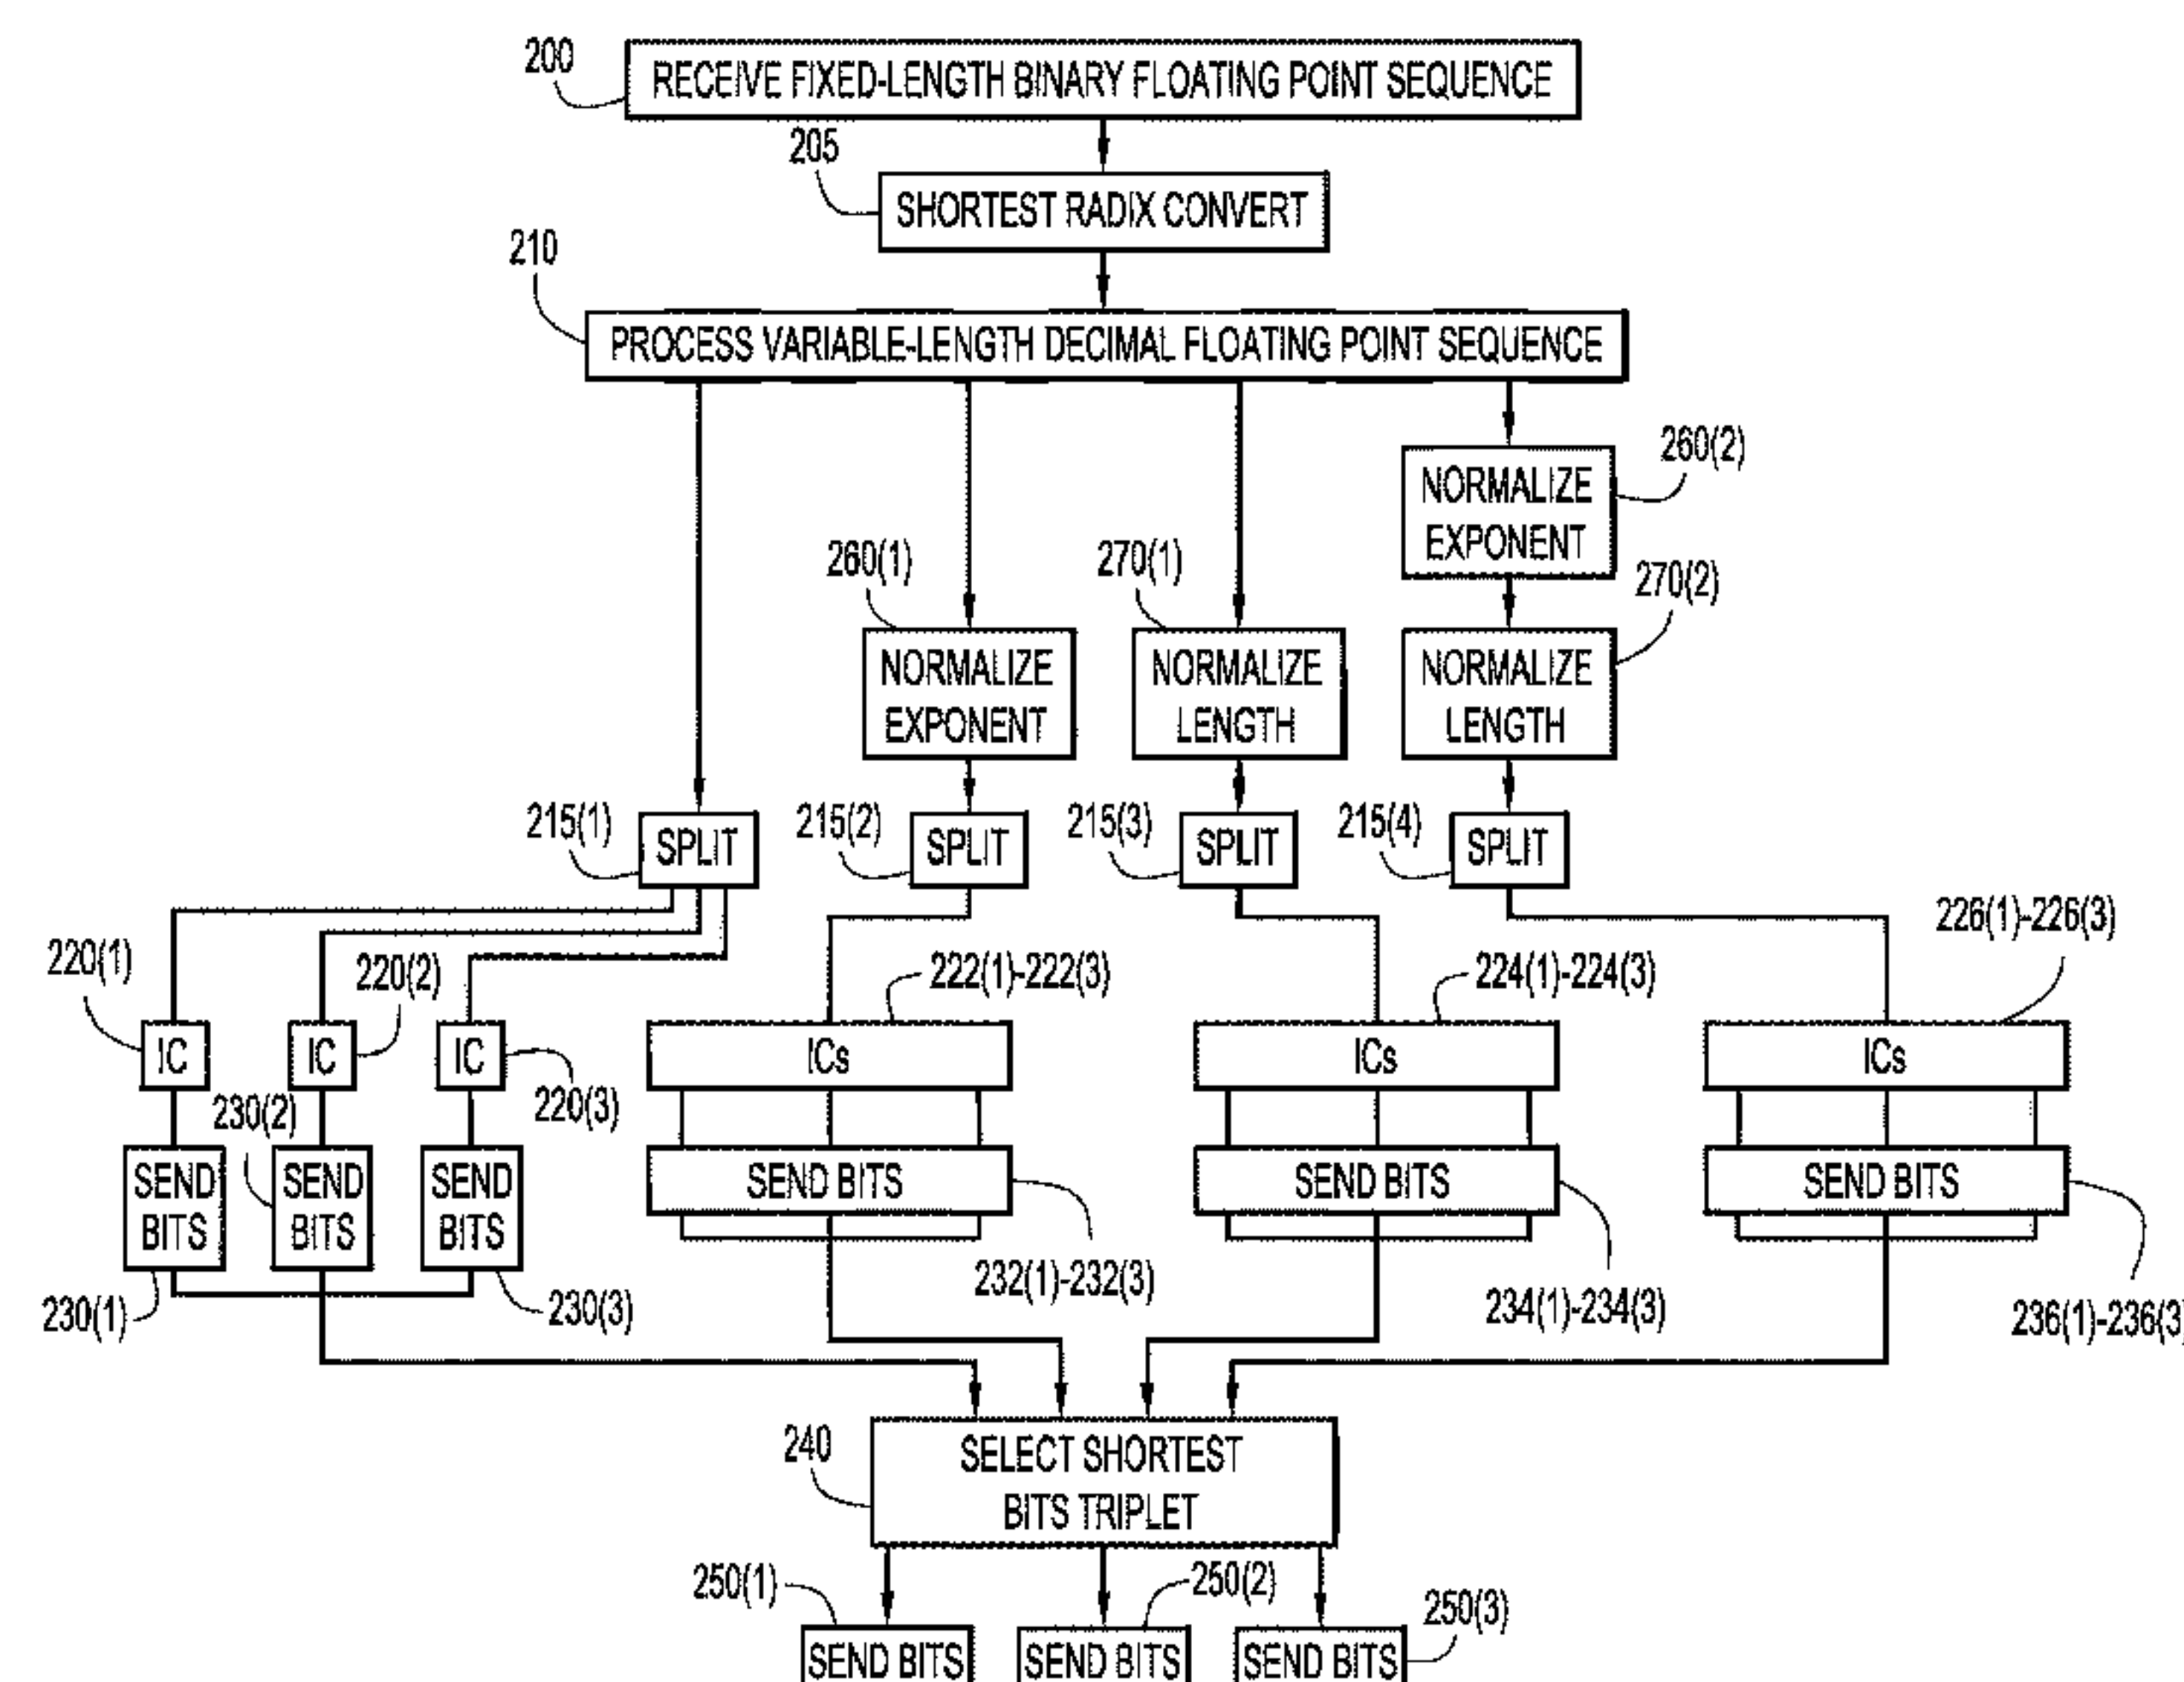 200
RECEIVE FIXED-LENGTH BINARY FLOATING POINT SEQUENCE
205
SHORTEST RADIX CONVERT
210
PROCESS VARIABLE-LENGTH DECIMAL FLOATING POINT SEQUENCE
260(2)
NORMALIZE
EXPONENT
260(1)
270(1)
270(2)
NORMALIZE
EXPONENT
NORMALIZE
LENGTH
NORMALIZE
LENGTH
215(1)
SPLIT
215(2)
SPLIT
215(3)
SPLIT
215(4)
SPLIT
220(1)
220(2)
222(1)-222(3)
224(1)-224(3)
226(1)-226(3)
IC
IC
IC
220(3)
ICs
ICs
ICs
230(2)
SEND
BITS
SEND
BITS
SEND
BITS
SEND BITS
SEND BITS
SEND BITS
230(1)
230(3)
232(1)-232(3)
234(1)-234(3)
236(1)-236(3)
240
SELECT SHORTEST
BITS TRIPLET
250(1)
250(2)
250(3)
SEND BITS
SEND BITS
SEND BITS